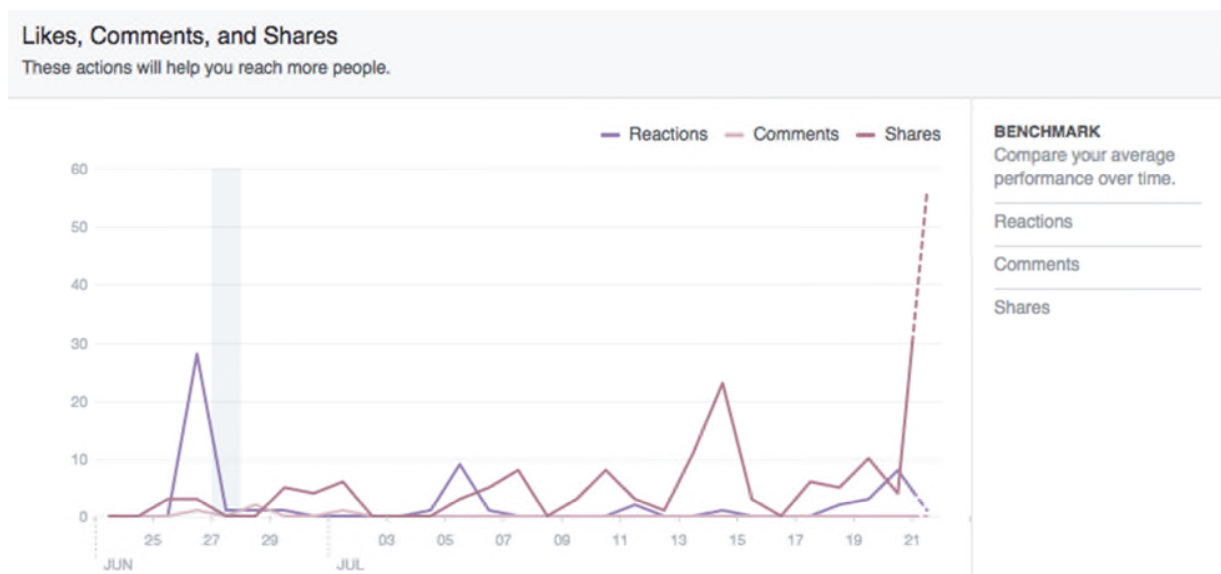 Likes, Comments, and Shares
These actions will help you reach more people.
Reactions Comments Shares
60
50
40
30
20
10
0
25 27 29 03 05 07 09 11 13 15 17 19 21
JUN JUL
BENCHMARK
Compare your average
performance over time.
Reactions
Comments
Shares